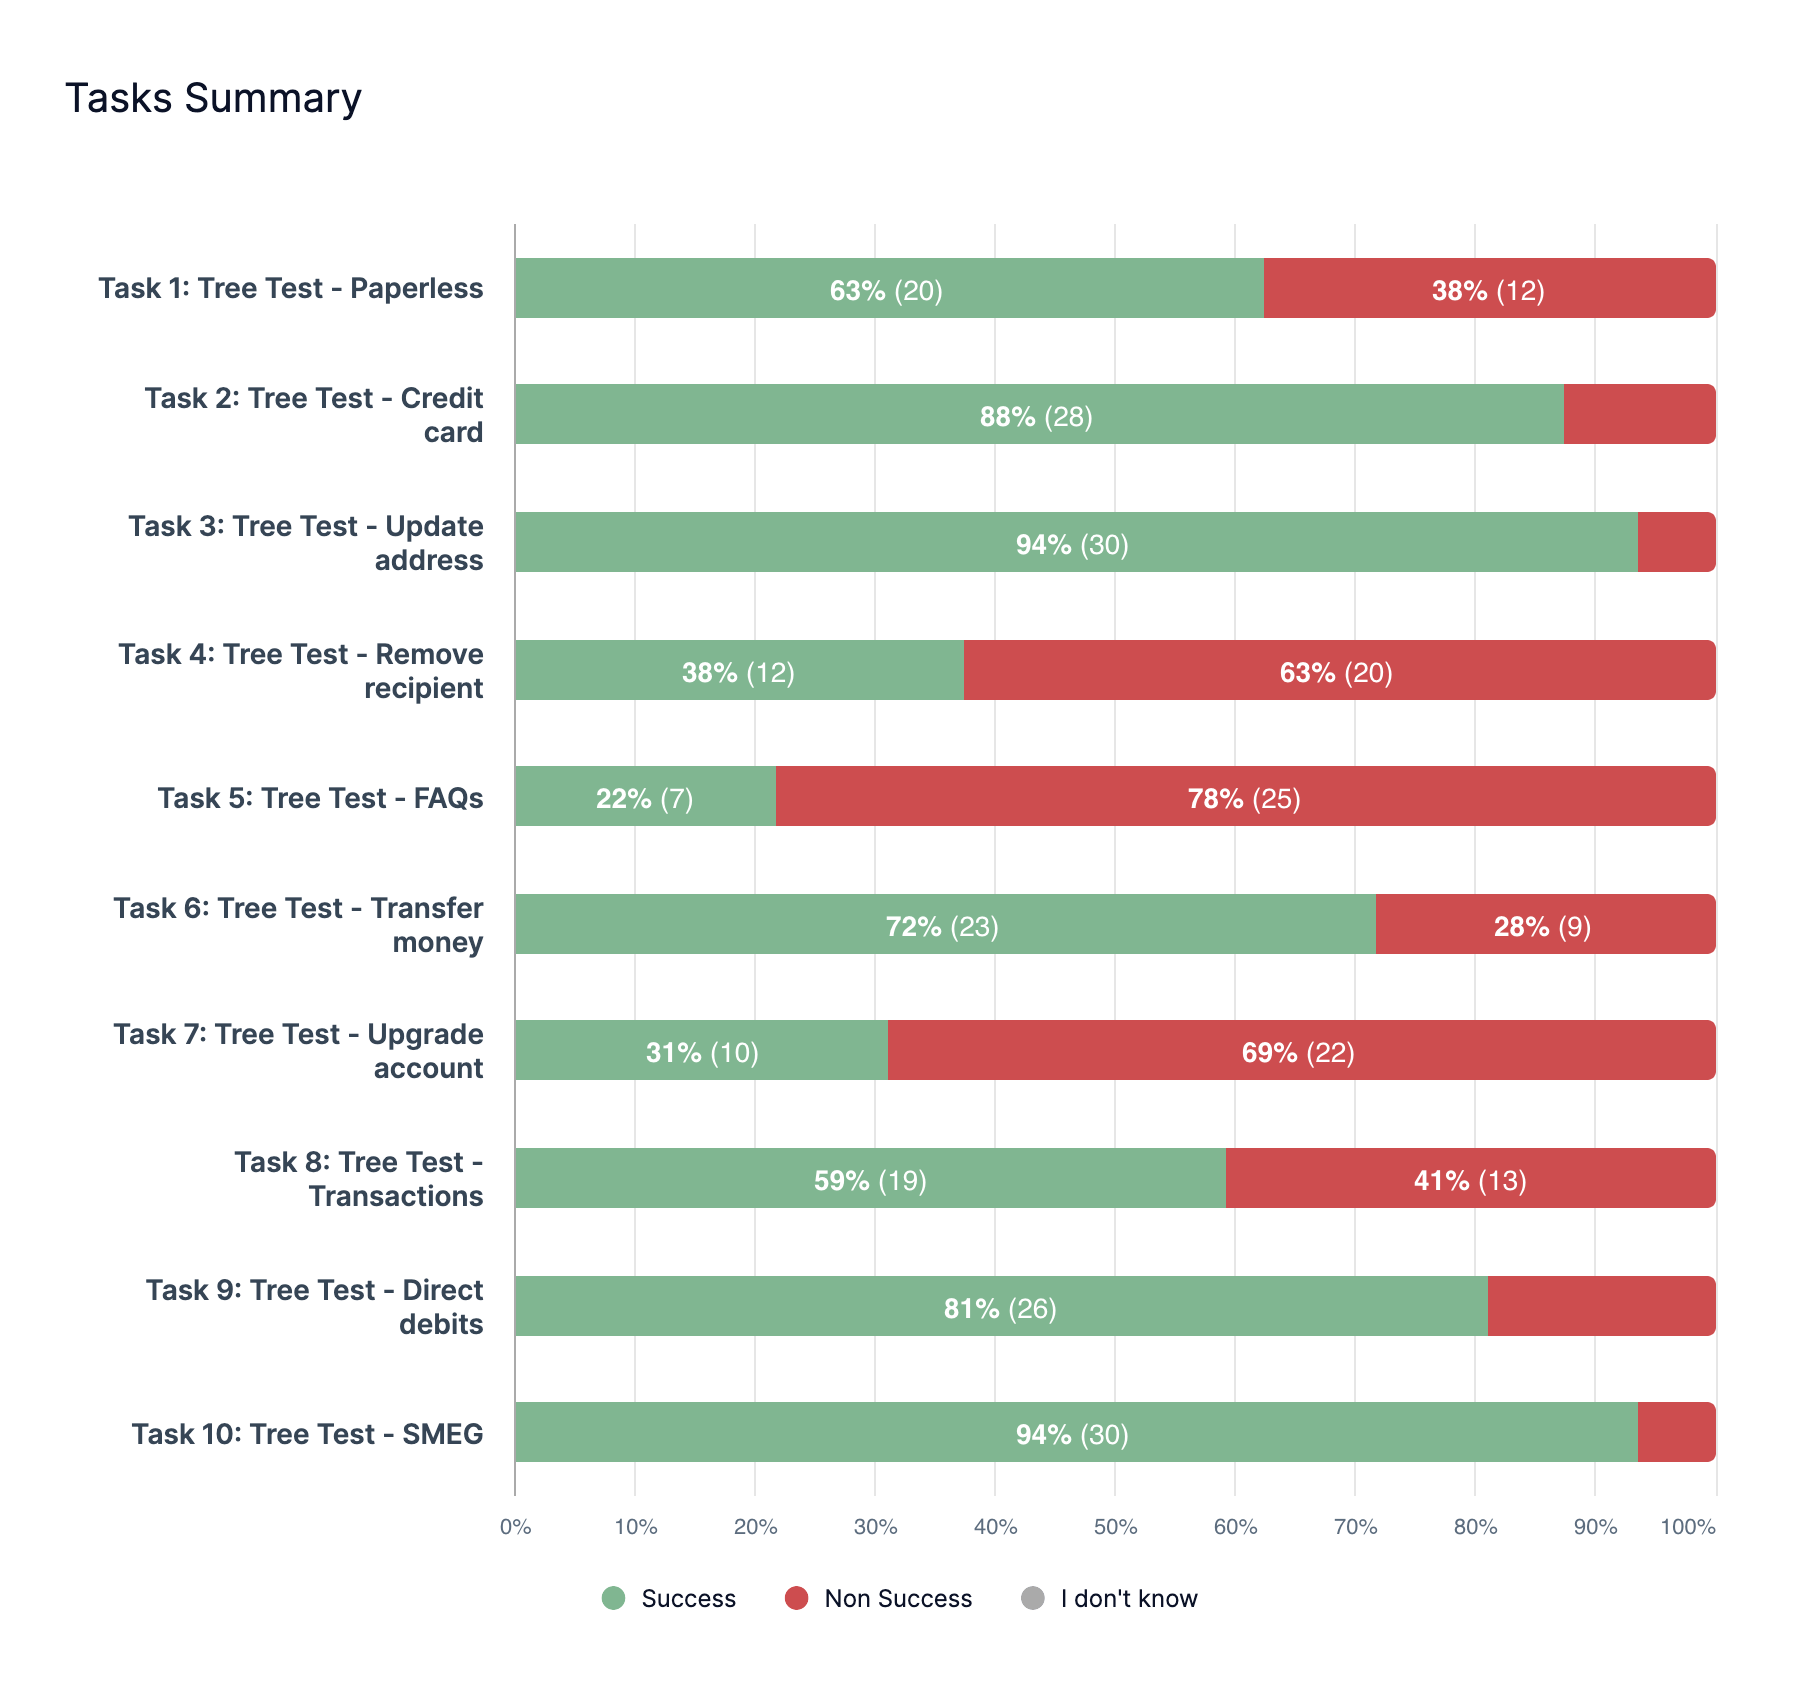 Tasks Summary
Task 1: Tree Test - Paperless
63% (20)
38% (12)
Task 2: Tree Test - Credit
card
88% (28)
Task 3: Tree Test - Update
address
94% (30)
Task 4: Tree Test - Remove
recipient
38% (12)
63% (20)
Task 5: Tree Test - FAQs
22% (7)
78% (25)
Task 6: Tree Test - Transfer
money
72% (23)
28% (9)
Task 7: Tree Test - Upgrade
account
31% (10)
69% (22)
Task 8: Tree Test -
Transactions
59% (19)
41% (13)
Task 9: Tree Test - Direct
debits
81% (26)
Task 10: Tree Test - SMEG
94% (30)
0% 10% 20% 30% 40% 50% 60% 70% 80% 90% 100%
Success Non Success I don't know